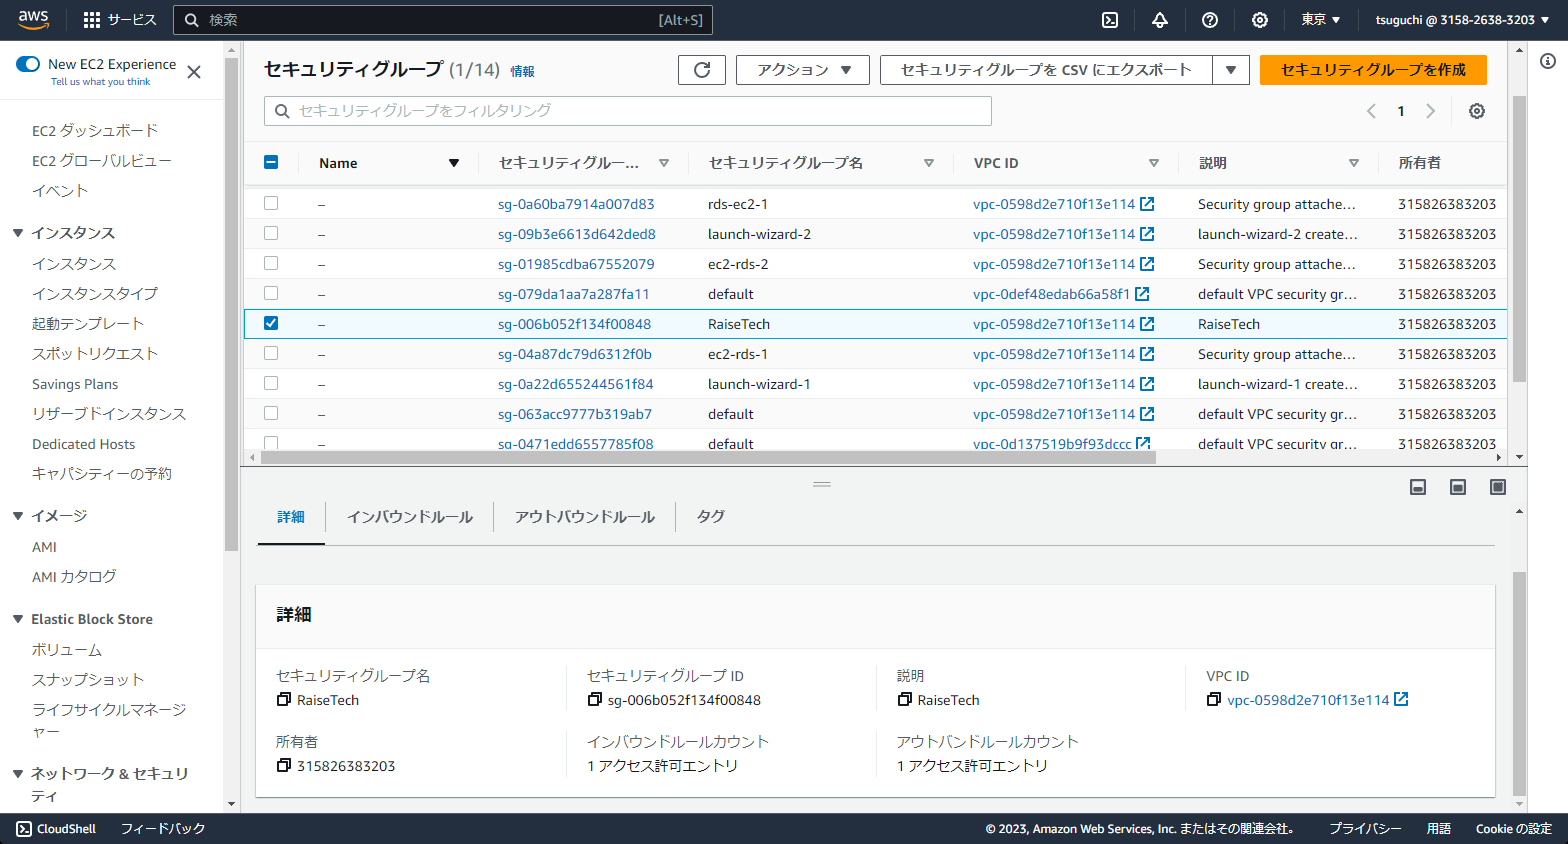 aws
サービス
検索
[Alt+S]
東京 ▼
tsuguchi @ 3158-2638-3203 ▼
New EC2 Experience
Tell us what you think
EC2 ダッシュボード
EC2 グローバルビュー
イベント
インスタンス
インスタンス
インスタンスタイプ
起動テンプレート
スポットリクエスト
Savings Plans
リザーブドインスタンス
Dedicated Hosts
キャパシティーの予約
イメージ
AMI
AMI カタログ
Elastic Block Store
ボリューム
スナップショット
ライフサイクルマネージ
ャー
ネットワーク & セキュリ
ティ
セキュリティグループ (1/14) 情報
アクション ▼
セキュリティグループを CSV にエクスポート ▼
セキュリティグループを作成
セキュリティグループをフィルタリング
1
Name セキュリティグルー... セキュリティグループ名 VPC ID 説明 所有者
– sg-0a60ba7914a007d83 rds-ec2-1 vpc-0598d2e710f13e114 Security group attache... 315826383203
– sg-09b3e6613d642ded8 launch-wizard-2 vpc-0598d2e710f13e114 launch-wizard-2 create... 315826383203
– sg-01985cdba67552079 ec2-rds-2 vpc-0598d2e710f13e114 Security group attache... 315826383203
– sg-079da1aa7a287fa11 default vpc-0def48edab66a58f1 default VPC security gr... 315826383203
– sg-006b052f134f00848 RaiseTech vpc-0598d2e710f13e114 RaiseTech 315826383203
– sg-04a87dc79d6312f0b ec2-rds-1 vpc-0598d2e710f13e114 Security group attache... 315826383203
– sg-0a22d655244561f84 launch-wizard-1 vpc-0598d2e710f13e114 launch-wizard-1 create... 315826383203
– sg-063acc9777b319ab7 default vpc-0598d2e710f13e114 default VPC security gr... 315826383203
– sg-0471edd6557785f08 default vpc-0d137519b9f93dccc default VPC security gr... 315826383203
詳細 インバウンドルール アウトバウンドルール タグ
詳細
セキュリティグループ名
RaiseTech
セキュリティグループ ID
sg-006b052f134f00848
説明
RaiseTech
VPC ID
vpc-0598d2e710f13e114
所有者
315826383203
インバウンドルールカウント
1 アクセス許可エントリ
アウトバンドルールカウント
1 アクセス許可エントリ
CloudShell
フィードバック
© 2023, Amazon Web Services, Inc. またはその関連会社。
プライバシー
用語
Cookie の設定